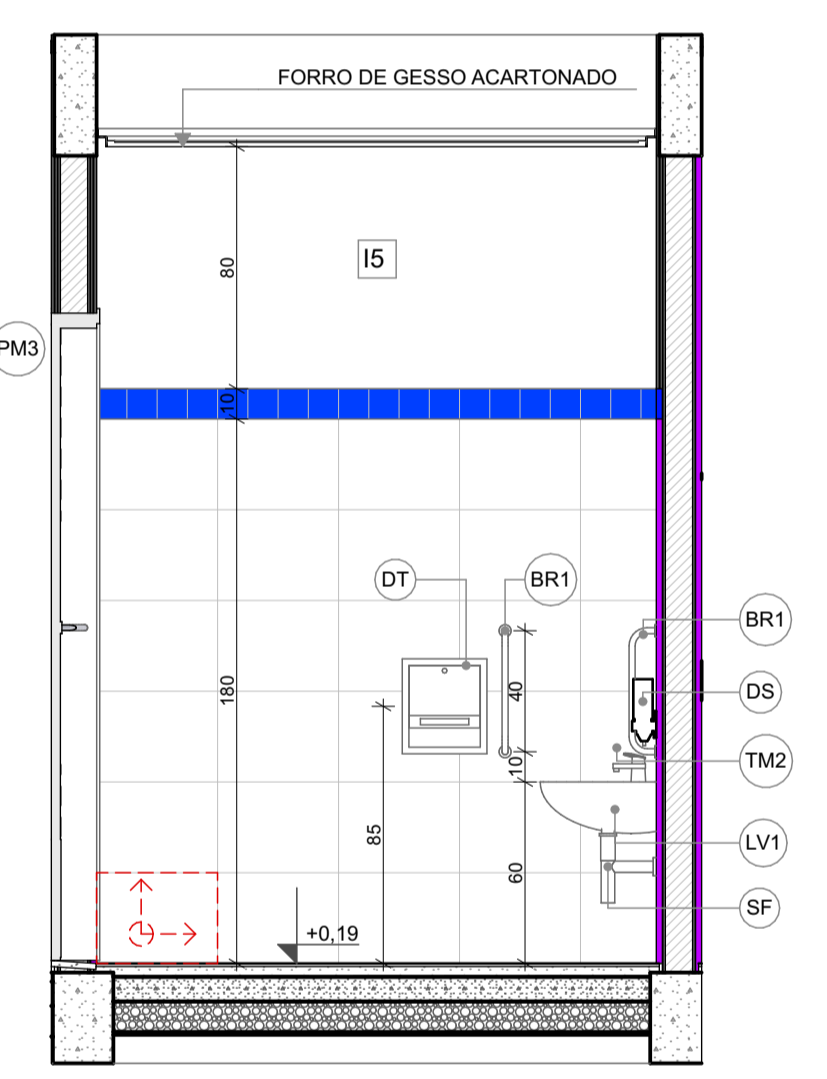 FORRO DE GESSO ACARTONADO
I5
80
PM3
10
DT
BR1
BR1
40
180
DS
10
TM2
85
LV1
60
SF
+0,19